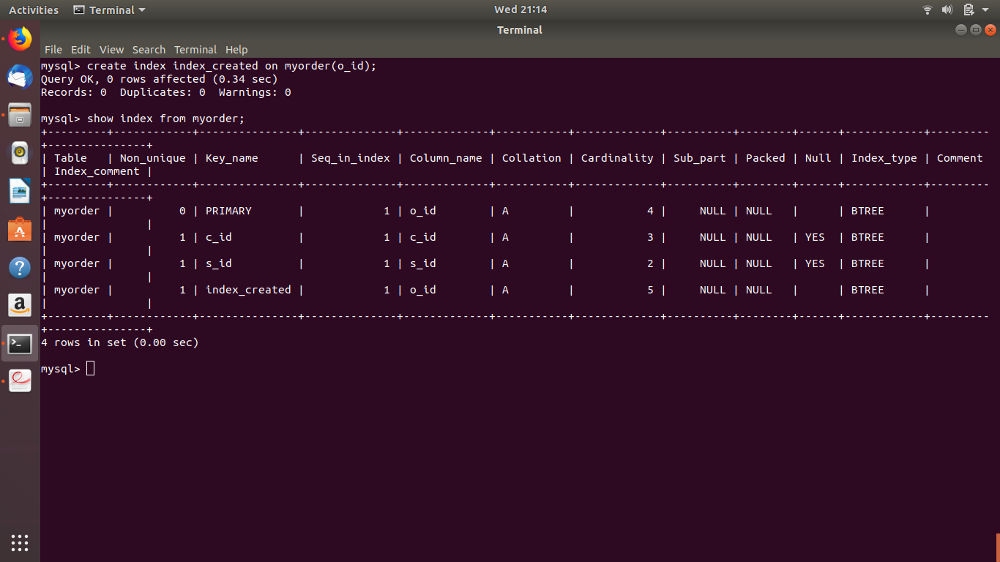 Activities Terminal Wed 21:14
Terminal
File Edit View Search Terminal Help
mysql> create index index_created on myorder(o_id);
Query OK, 0 rows affected (0.34 sec)
Records: 0  Duplicates: 0  Warnings: 0
mysql> show index from myorder;
+---------+------------+---------------+--------------+-------------+-----------+-------------+----------+--------+------+------------+---------
+---------------+
| Table   | Non_unique | Key_name      | Seq_in_index | Column_name | Collation | Cardinality | Sub_part | Packed | Null | Index_type | Comment
| Index_comment |
+---------+------------+---------------+--------------+-------------+-----------+-------------+----------+--------+------+------------+---------
+---------------+
| myorder |          0 | PRIMARY       |            1 | o_id        | A         |           4 |     NULL | NULL   |      | BTREE      |
|               |
| myorder |          1 | c_id          |            1 | c_id        | A         |           3 |     NULL | NULL   | YES  | BTREE      |
|               |
| myorder |          1 | s_id          |            1 | s_id        | A         |           2 |     NULL | NULL   | YES  | BTREE      |
|               |
| myorder |          1 | index_created |            1 | o_id        | A         |           5 |     NULL | NULL   |      | BTREE      |
|               |
+---------+------------+---------------+--------------+-------------+-----------+-------------+----------+--------+------+------------+---------
+---------------+
4 rows in set (0.00 sec)
mysql>